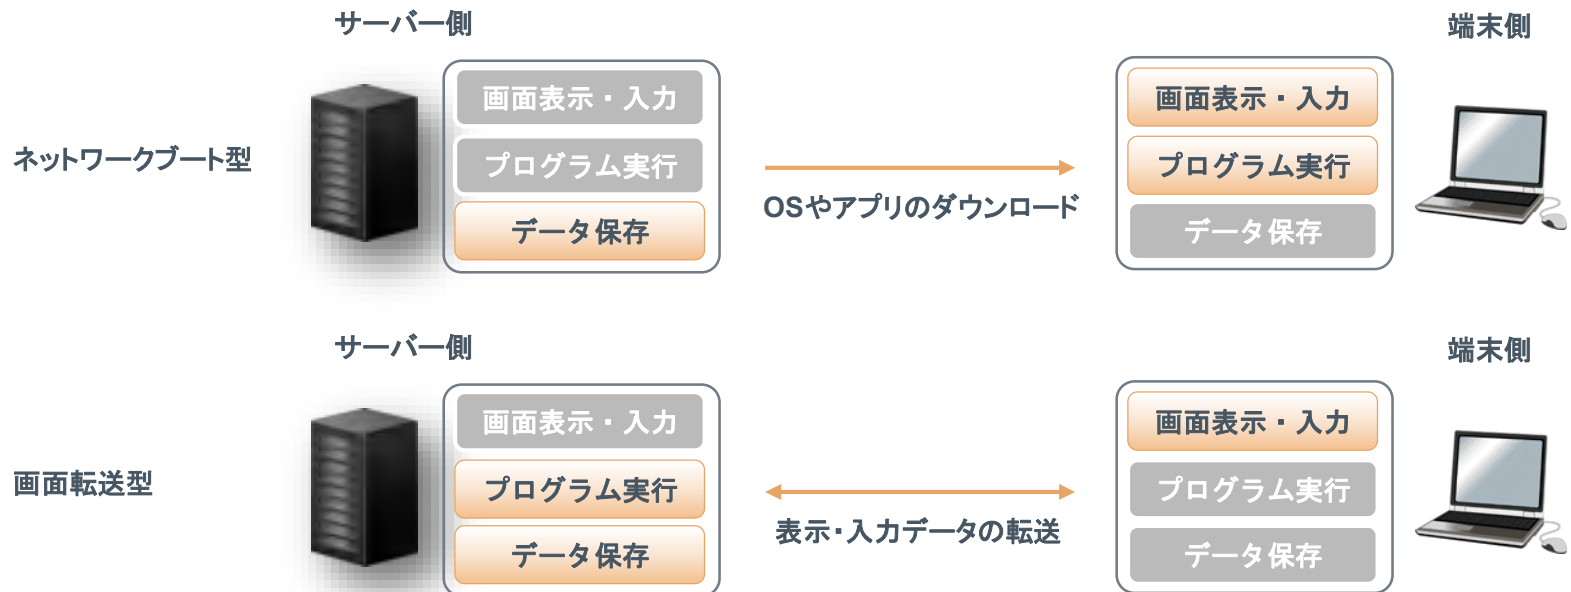 サーバー側
端末側
ネットワークブート型
画面表示・入力
プログラム実行
データ保存
OSやアプリのダウンロード
画面表示・入力
プログラム実行
データ保存
サーバー側
端末側
画面転送型
画面表示・入力
プログラム実行
データ保存
表示・入力データの転送
画面表示・入力
プログラム実行
データ保存